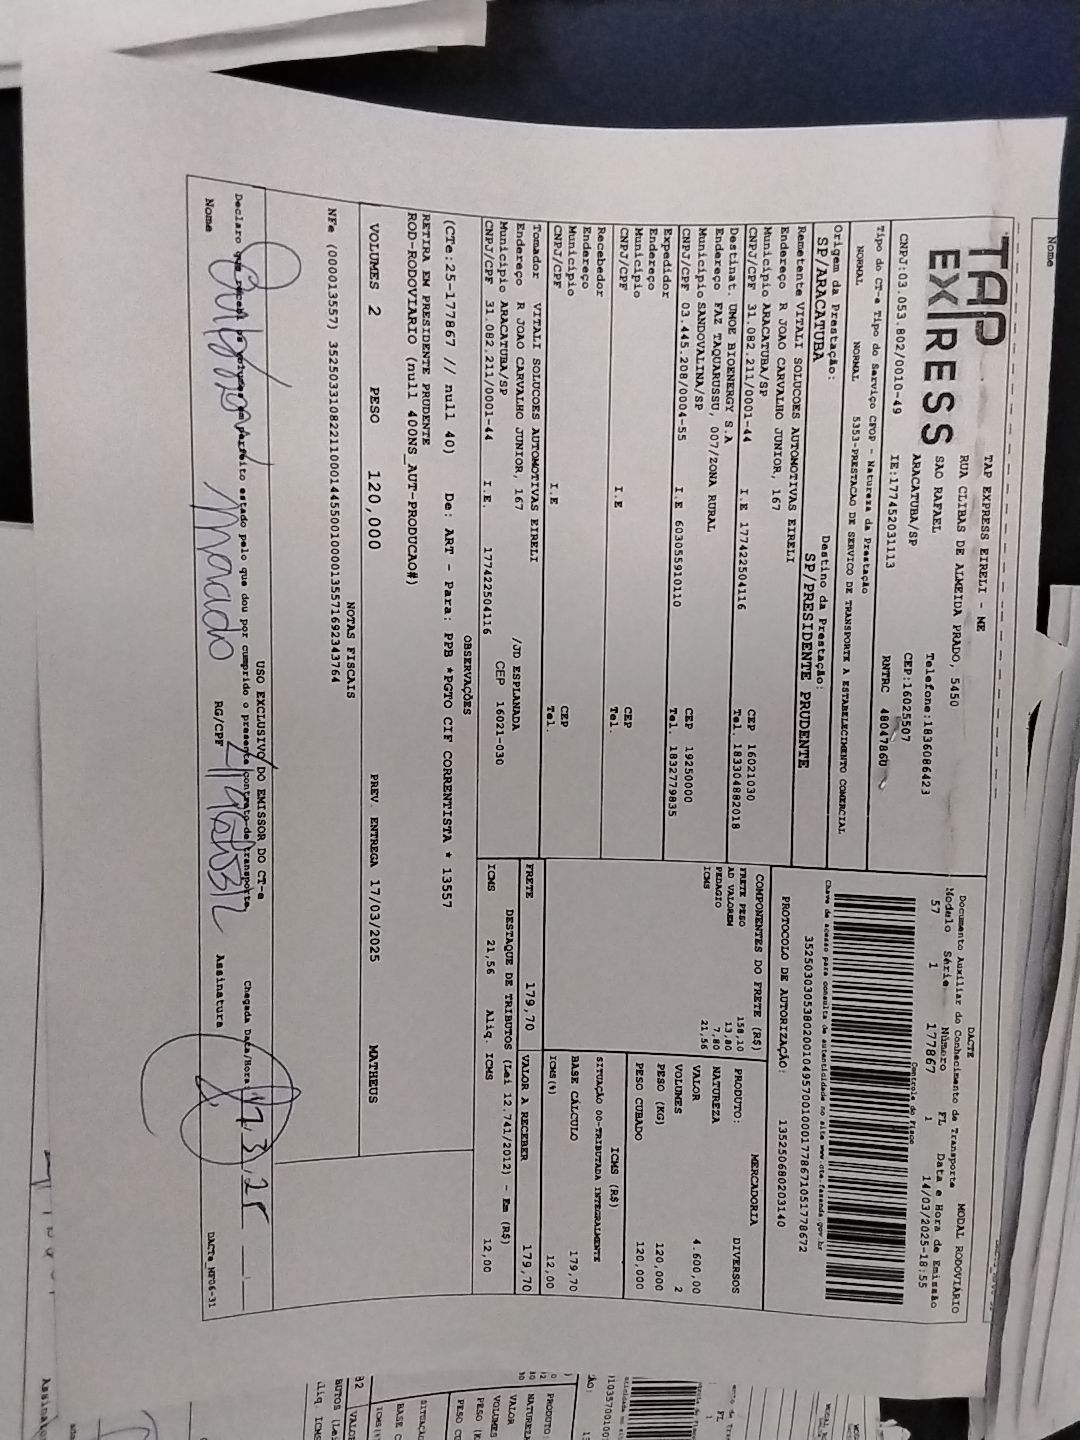 Nome
TAP EXPRESS
TAP EXPRESS EIRELI - ME
RUA CLIBAS DE ALMEIDA PRADO, 5450
SAO RAFAEL Telefone:18360864​23
ARACATUBA/SP CEP:16025507
CNPJ:03.053.802/0010-49 IE:177452031113 RNTRC 4804786U
DACTE MODAL RODOVIÁRIO
Documento Auxiliar do Conhecimento de Transporte
Modelo Série Número FL Data e Hora de Emissão
57 1 177867 1 14/03/2025-18:55
Controle do Fisco
Chave de acesso para consulta de autenticidade no site www.cte.fazenda.gov.br
35250303053802001049570010001778671051778672
PROTOCOLO DE AUTORIZAÇÃO: 135250680203140
Tipo do CT-e Tipo do Serviço CFOP - Natureza da Prestação
NORMAL NORMAL 5353-PRESTACAO DE SERVICO DE TRANSPORTE A ESTABELECIMENTO COMERCIAL
Origem da Prestação: Destino da Prestação:
SP/ARACATUBA SP/PRESIDENTE PRUDENTE
Remetente VITALI SOLUCOES AUTOMOTIVAS EIRELI
Endereço R JOAO CARVALHO JUNIOR, 167
Município ARACATUBA/SP CEP 16021030
CNPJ/CPF 31.082.211/0001-44 I.E 177422504116 Tel. 183304882018
Destinat. UMOE BIOENERGY S.A
Endereço FAZ TAQUARUSSU, 007/ZONA RURAL
Município SANDOVALINA/SP CEP 19250000
CNPJ/CPF 03.445.208/0004-55 I.E 603055910110 Tel. 1832779835
Expedidor
Endereço
Município CEP
CNPJ/CPF I.E Tel.
Recebedor
Endereço
Município CEP
CNPJ/CPF I.E Tel.
Tomador VITALI SOLUCOES AUTOMOTIVAS EIRELI
Endereço R JOAO CARVALHO JUNIOR, 167 /JD ESPLANADA
Município ARACATUBA/SP CEP 16021-030
CNPJ/CPF 31.082.211/0001-44 I.E. 177422504116
COMPONENTES DO FRETE (R$)
FRETE PESO 158,10
AD VALOREM 13,80
PEDAGIO 7,80
ICMS 21,56
MERCADORIA
PRODUTO: DIVERSOS
NATUREZA
VALOR 4.600,00
VOLUMES 2
PESO (KG) 120,000
PESO CUBADO 120,000
ICMS (R$)
SITUAÇÃO 00-TRIBUTADA INTEGRALMENTE
BASE CÁLCULO 179,70
ICMS(%) 12,00
FRETE 179,70 VALOR A RECEBER 179,70
DESTAQUE DE TRIBUTOS (Lei 12.741/2012) - Em (R$)
ICMS 21,56 Aliq. ICMS 12,00
OBSERVAÇÕES
(CTe:25-177867 // null 40) De: ART - Para: PPB *PGTO CIF CORRENTISTA * 13557
RETIRA EM PRESIDENTE PRUDENTE
ROD-RODOVIARIO (null 400NS_AUT-PRODUCAO#)
VOLUMES 2 PESO 120,000 PREV. ENTREGA 17/03/2025 MATHEUS
NOTAS FISCAIS
NFe (000013557) 35250331082211000144550010000135571692343764
USO EXCLUSIVO DO EMISSOR DO CT-e
Declaro que recebi os volumes em perfeito estado pelo que dou por cumprido o presente contrato de transporte. Chegada Data/Hora: 17.3.25
Nome RG/CPF Assinatura
DACTe_MF06-31